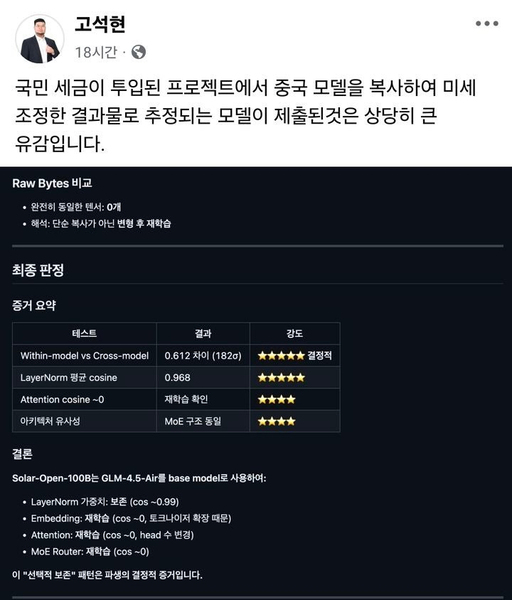 고석현
18시간 ·
국민 세금이 투입된 프로젝트에서 중국 모델을 복사하여 미세
조정한 결과물로 추정되는 모델이 제출된것은 상당히 큰
유감입니다.
Raw Bytes 비교
• 완전히 동일한 텐서: 0개
• 해석: 단순 복사가 아닌 변형 후 재학습
최종 판정
증거 요약
테스트 결과 강도
Within-model vs Cross-model 0.612 차이 (182σ) ⭐⭐⭐⭐⭐ 결정적
LayerNorm 평균 cosine 0.968 ⭐⭐⭐⭐⭐
Attention cosine ~0 재학습 확인 ⭐⭐⭐⭐
아키텍처 유사성 MoE 구조 동일 ⭐⭐⭐⭐
결론
Solar-Open-100B는 GLM-4.5-Air를 base model로 사용하여:
• LayerNorm 가중치: 보존 (cos ~0.99)
• Embedding: 재학습 (cos ~0, 토크나이저 확장 때문)
• Attention: 재학습 (cos ~0, head 수 변경)
• MoE Router: 재학습 (cos ~0)
이 "선택적 보존" 패턴은 파생의 결정적 증거입니다.